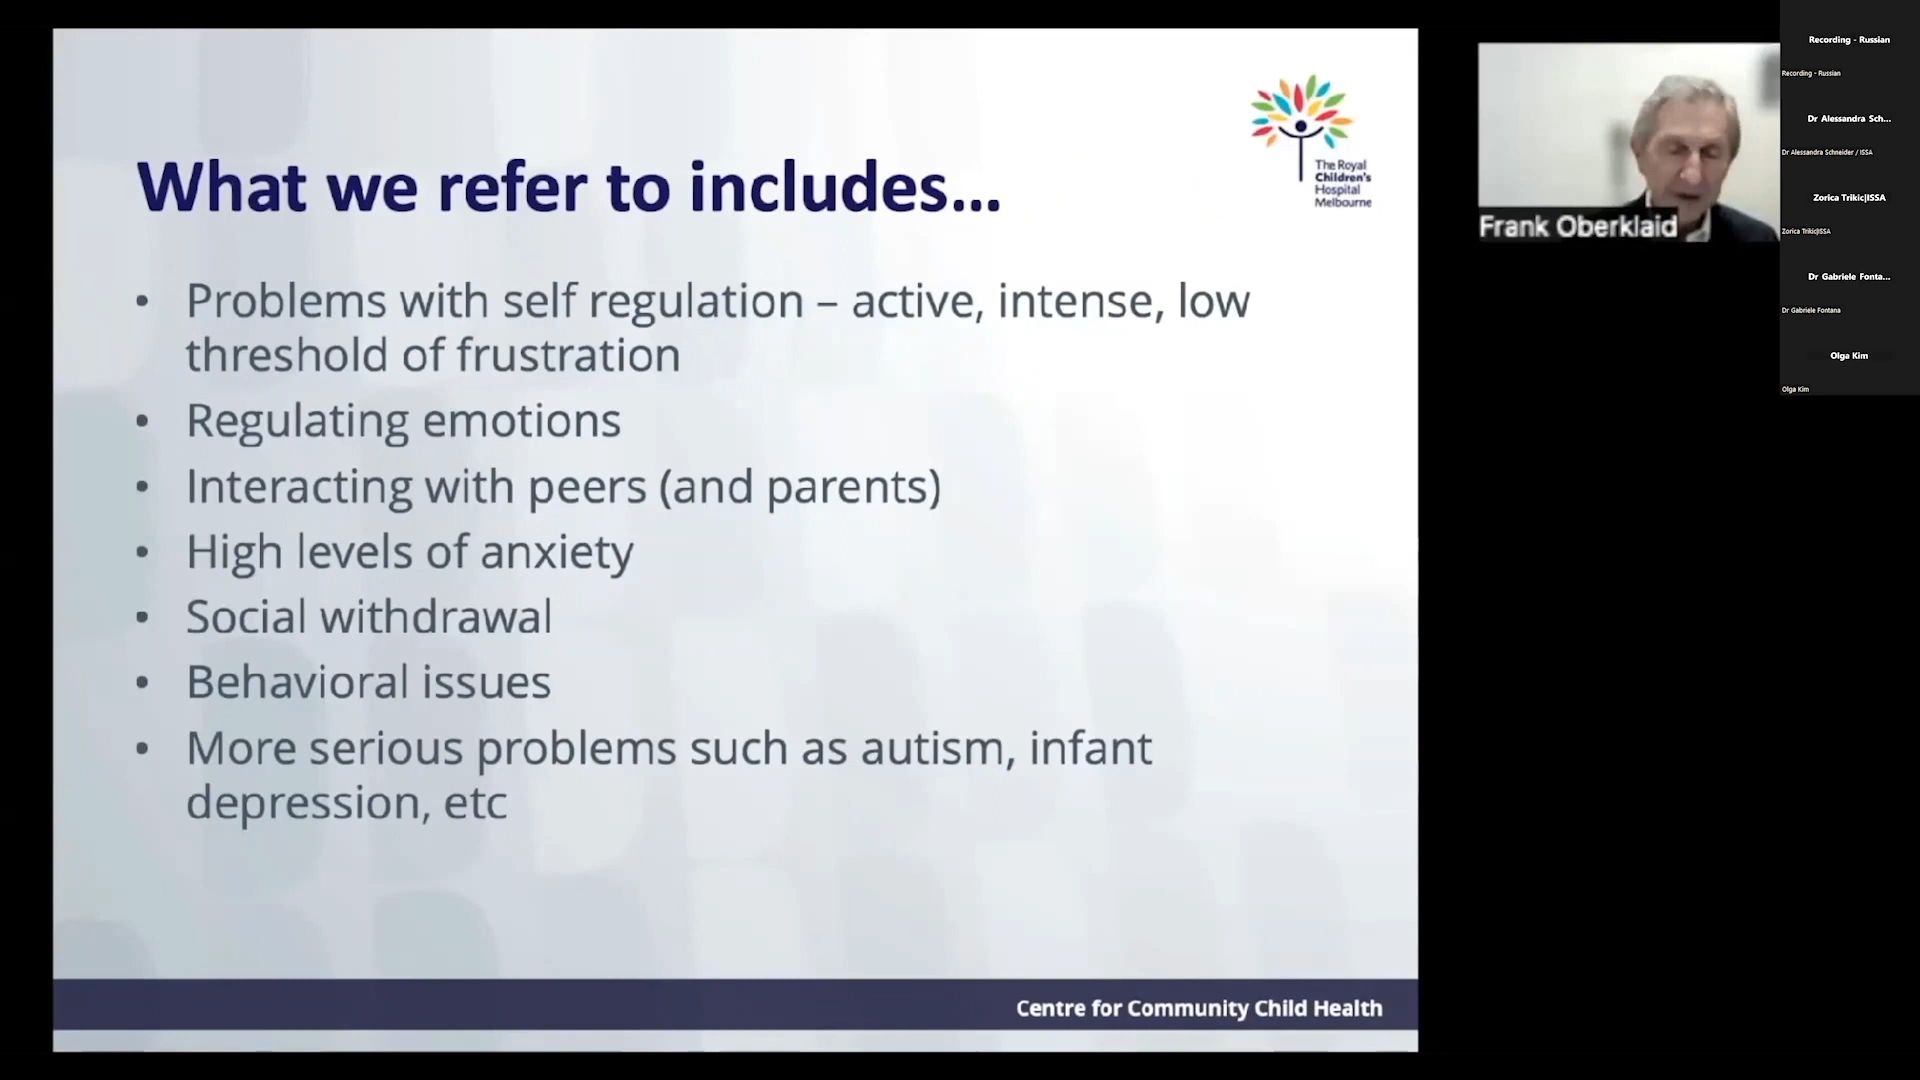 What we refer to includes...
The Royal
Children's
Hospital
Melbourne
• Problems with self regulation – active, intense, low
threshold of frustration
• Regulating emotions
• Interacting with peers (and parents)
• High levels of anxiety
• Social withdrawal
• Behavioral issues
• More serious problems such as autism, infant
depression, etc
Centre for Community Child Health
Frank Oberklaid
Recording - Russian
Recording - Russian
Dr Alessandra Sch...
Dr Alessandra Schneider / ISSA
Zorica Trikic|ISSA
Zorica Trikic|ISSA
Dr Gabriele Fonta...
Dr Gabriele Fontana
Olga Kim
Olga Kim